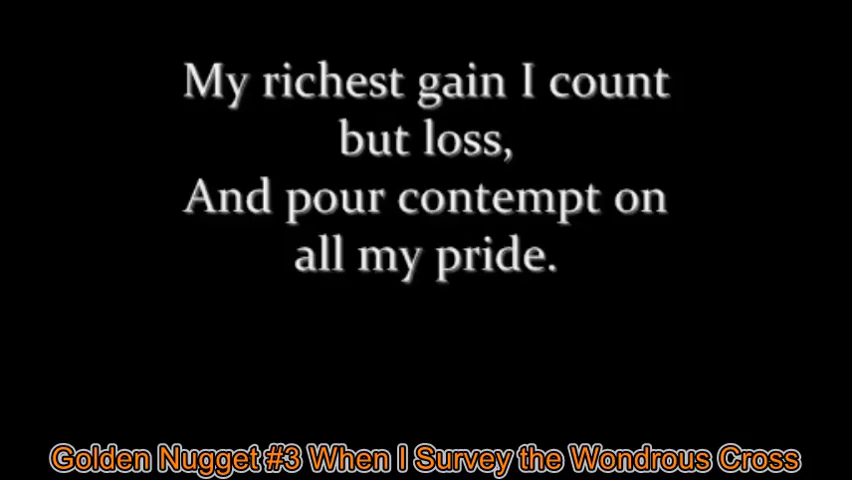 My richest gain I count
but loss,
And pour contempt on
all my pride.
Golden Nugget #3 When I Survey the Wondrous Cross